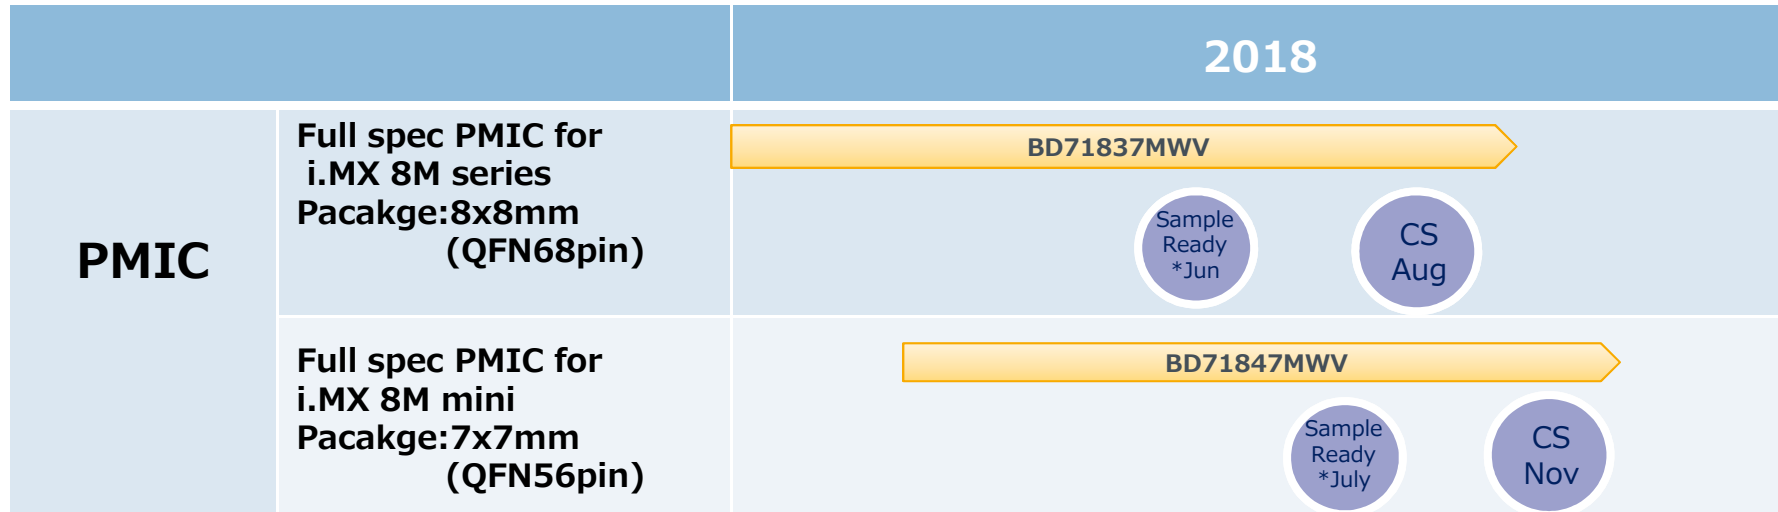 2018
PMIC
Full spec PMIC for
i.MX 8M series
Pacakge:8x8mm
(QFN68pin)
BD71837MWV
Sample
Ready
*Jun
CS
Aug
Full spec PMIC for
i.MX 8M mini
Pacakge:7x7mm
(QFN56pin)
BD71847MWV
Sample
Ready
*July
CS
Nov